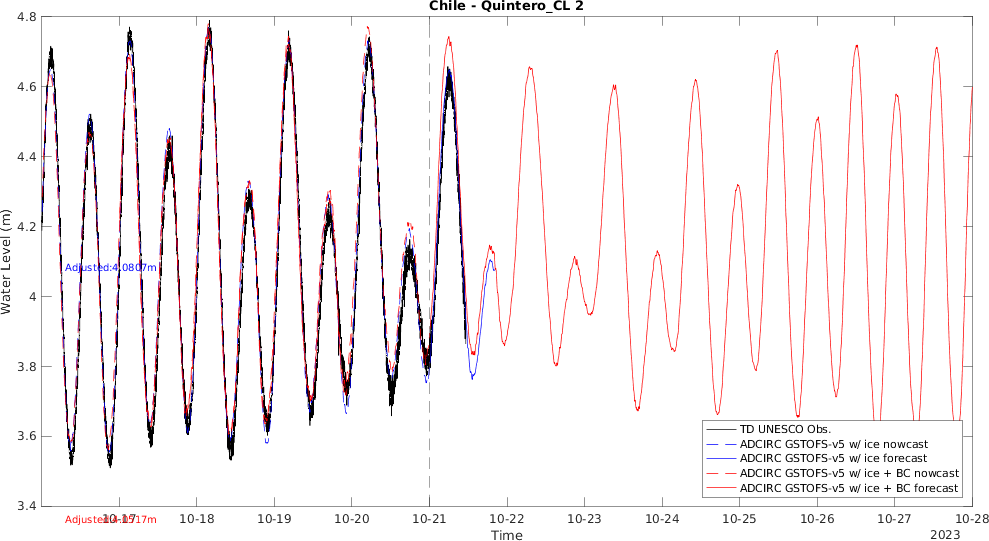 Chile - Quintero_CL 2
4.8
4.6
4.4
4.2
4
3.8
3.6
3.4
Water Level (m)
Adjusted:4.0807m
TD UNESCO Obs.
ADCIRC GSTOFS-v5 w/ ice nowcast
ADCIRC GSTOFS-v5 w/ ice forecast
ADCIRC GSTOFS-v5 w/ ice + BC nowcast
ADCIRC GSTOFS-v5 w/ ice + BC forecast
10-17 10-18 10-19 10-20 10-21 10-22 10-23 10-24 10-25 10-26 10-27 10-28
Time
2023